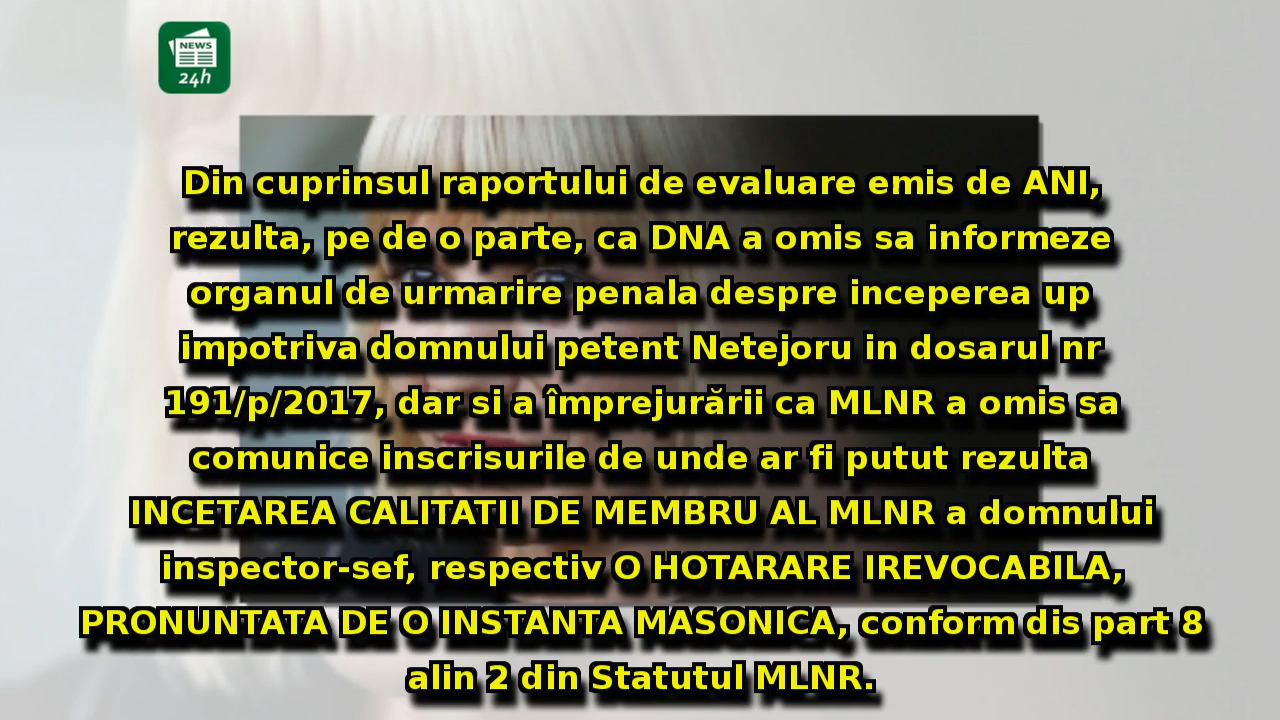 NEWS
24h
Din cuprinsul raportului de evaluare emis de ANI,
rezulta, pe de o parte, ca DNA a omis sa informeze
organul de urmarire penala despre inceperea up
impotriva domnului petent Netejoru in dosarul nr
191/p/2017, dar si a împrejurării ca MLNR a omis sa
comunice inscrisurile de unde ar fi putut rezulta
INCETAREA CALITATII DE MEMBRU AL MLNR a domnului
inspector-sef, respectiv O HOTARARE IREVOCABILA,
PRONUNTATA DE O INSTANTA MASONICA, conform dis part 8
alin 2 din Statutul MLNR.